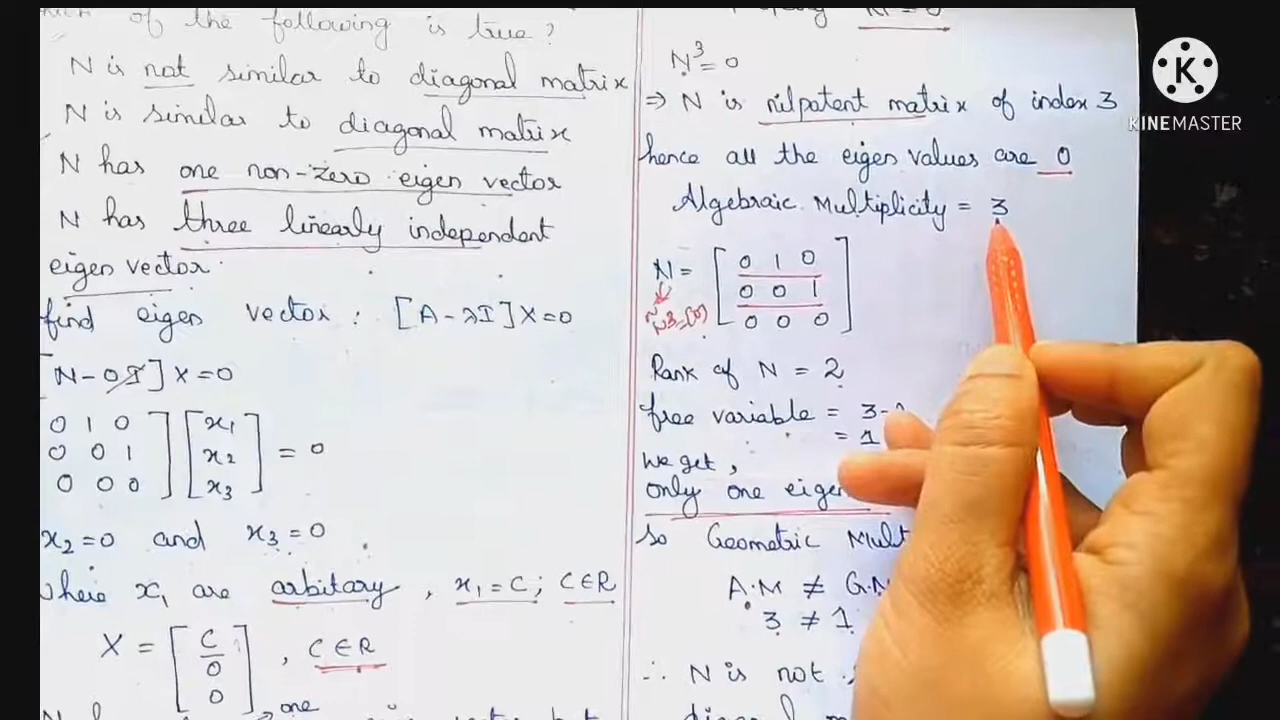 of the following is true?
N is not similar to diagonal matrix
N is similar to diagonal matrix
N has one non-zero eigen vector
N has three linearly independent
eigen vector.
find eigen vector : [A-λI]X=0
[N-0I]X=0
0 1 0
0 0 1
0 0 0
x1
x2
x3
= 0
x2=0 and x3=0
where x1 are arbitary, x1=C; C∈R
X = [C 0 0], C∈R
one
N³=0
⇒ N is nilpatent matrix of index 3
hence all the eigen values are 0
Algebraic Multiplicity = 3
N =
0 1 0
0 0 1
0 0 0
Rank of N = 2
free variable = 3-
= 1
We get,
only one eigen
So Geometric Mult
A.M ≠ G.M
3 ≠ 1
∴ N is not
K
KINEMASTER